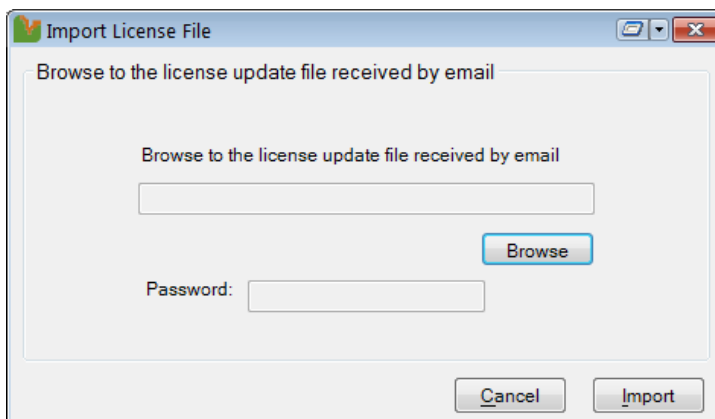 Import License File
Browse to the license update file received by email
Browse to the license update file received by email
Browse
Password:
Cancel
Import